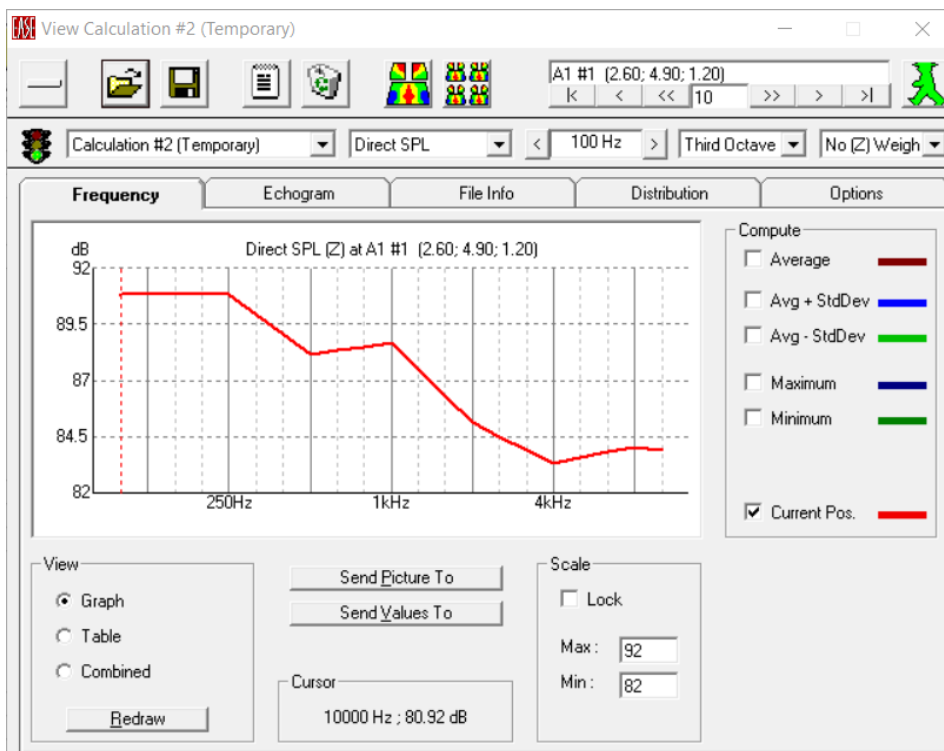 EASE View Calculation #2 (Temporary)
A1 #1 (2.60; 4.90; 1.20)
|< < << 10 >> > >|
Calculation #2 (Temporary) Direct SPL < 100 Hz > Third Octave No (Z) Weigh
Frequency Echogram File Info Distribution Options
dB Direct SPL (Z) at A1 #1 (2.60; 4.90; 1.20)
92
89.5
87
84.5
82
250Hz 1kHz 4kHz
Compute
Average
Avg + StdDev
Avg - StdDev
Maximum
Minimum
Current Pos.
View
Graph
Table
Combined
Redraw
Send Picture To
Send Values To
Cursor
10000 Hz ; 80.92 dB
Scale
Lock
Max : 92
Min : 82